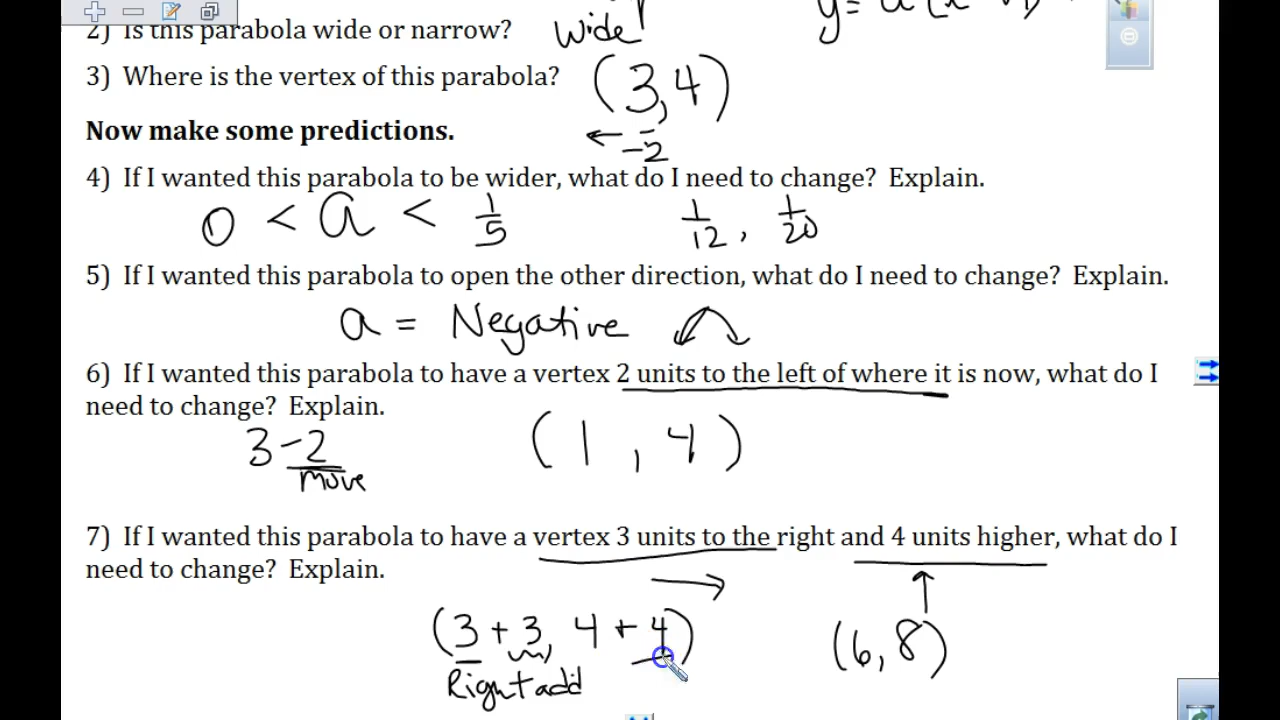 2) Is this parabola wide or narrow? wide
3) Where is the vertex of this parabola? (3,4)
Now make some predictions.
← -2
4) If I wanted this parabola to be wider, what do I need to change? Explain.
0 < a < 1/5 1/12, 1/20
5) If I wanted this parabola to open the other direction, what do I need to change? Explain.
a = Negative
6) If I wanted this parabola to have a vertex 2 units to the left of where it is now, what do I
need to change? Explain.
3 - 2 (1, 4)
move
7) If I wanted this parabola to have a vertex 3 units to the right and 4 units higher, what do I
need to change? Explain.
(3 + 3, 4 + 4) (6, 8)
Right add